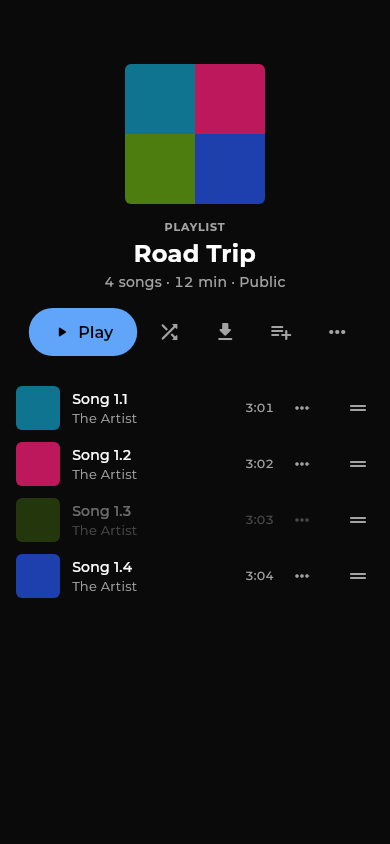 PLAYLIST
Road Trip
4 songs · 12 min · Public
Play
Song 1.1
The Artist
3:01
Song 1.2
The Artist
3:02
Song 1.3
The Artist
3:03
Song 1.4
The Artist
3:04